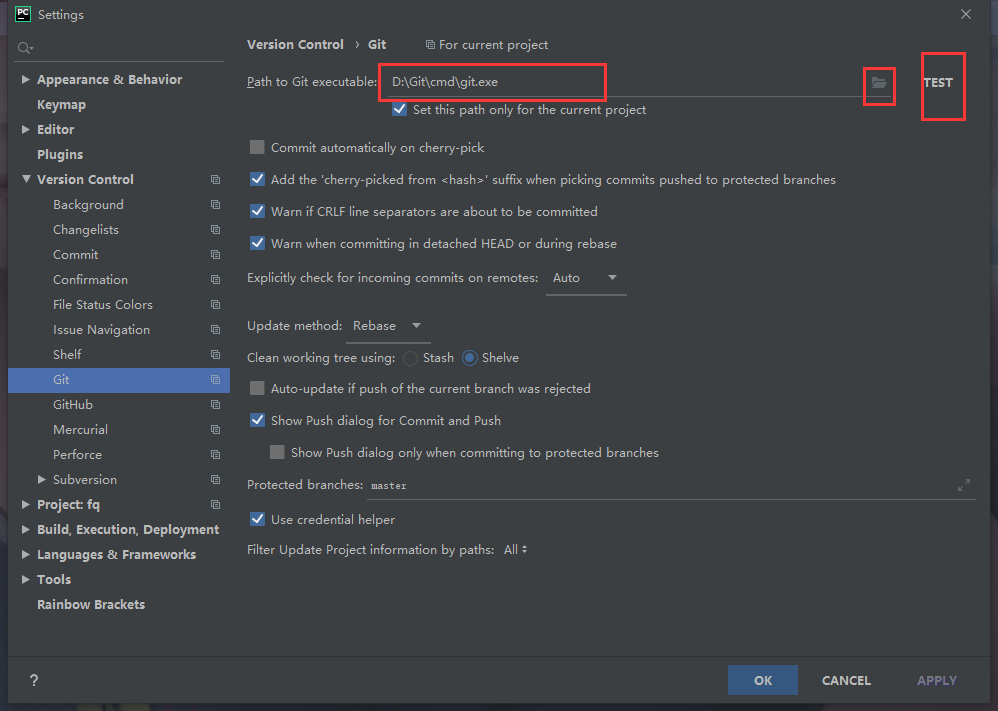 PC Settings
Version Control › Git For current project
Path to Git executable: D:\Git\cmd\git.exe TEST
Set this path only for the current project
Commit automatically on cherry-pick
Add the 'cherry-picked from <hash>' suffix when picking commits pushed to protected branches
Warn if CRLF line separators are about to be committed
Warn when committing in detached HEAD or during rebase
Explicitly check for incoming commits on remotes: Auto
Update method: Rebase
Clean working tree using: Stash Shelve
Auto-update if push of the current branch was rejected
Show Push dialog for Commit and Push
Show Push dialog only when committing to protected branches
Protected branches: master
Use credential helper
Filter Update Project information by paths: All
Appearance & Behavior
Keymap
Editor
Plugins
Version Control
Background
Changelists
Commit
Confirmation
File Status Colors
Issue Navigation
Shelf
Git
GitHub
Mercurial
Perforce
Subversion
Project: fq
Build, Execution, Deployment
Languages & Frameworks
Tools
Rainbow Brackets
? OK CANCEL APPLY